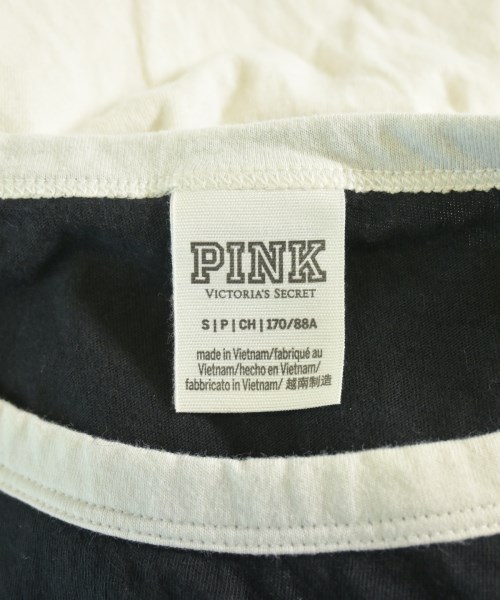 PINK
VICTORIA'S SECRET
S | P | CH | 170/88A
made in Vietnam/fabriqué au
Vietnam/hecho en Vietnam/
fabbricato in Vietnam/ 越南制造